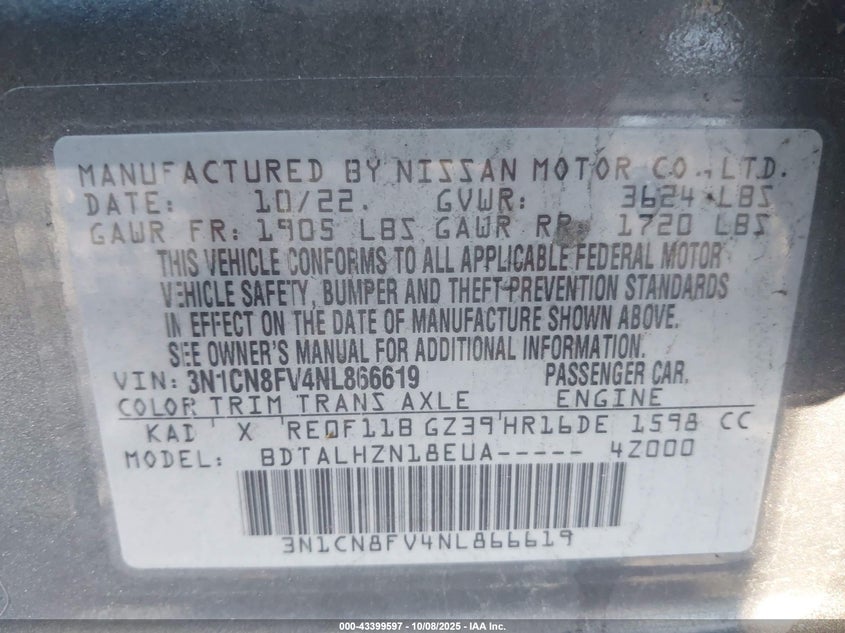 MANUFACTURED BY NISSAN MOTOR CO., LTD.
DATE: 10/22. GVWR: 3624 LBS
GAWR FR: 1905 LBS GAWR RR 1720 LBS
THIS VEHICLE CONFORMS TO ALL APPLICABLE FEDERAL MOTOR
VEHICLE SAFETY, BUMPER AND THEFT-PREVENTION STANDARDS
IN EFFECT ON THE DATE OF MANUFACTURE SHOWN ABOVE.
SEE OWNER'S MANUAL FOR ADDITIONAL INFORMATION.
VIN: 3N1CN8FV4NL866619 PASSENGER CAR.
COLOR TRIM TRANS AXLE ENGINE
KAD X RE0F11B GZ39 HR16DE 1598 CC
MODEL: BDTALHZN18EUA----- 4Z000
3N1CN8FV4NL866619
000-43399597 - 10/08/2025 - IAA Inc.